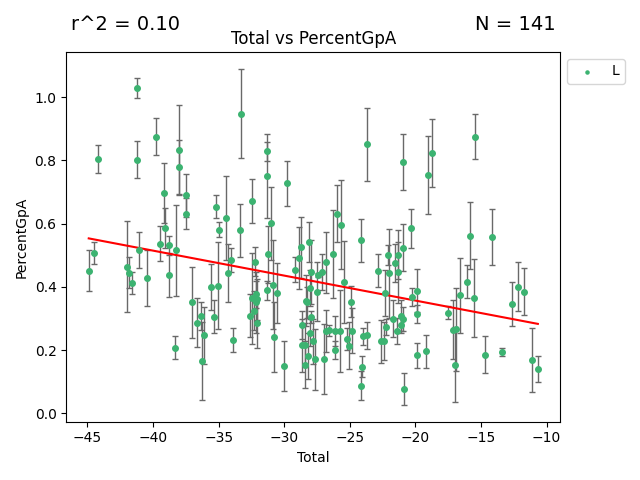 r^2 = 0.10
N = 141
Total vs PercentGpA
L
1.0
0.8
0.6
0.4
0.2
0.0
PercentGpA
−45 −40 −35 −30 −25 −20 −15 −10
Total